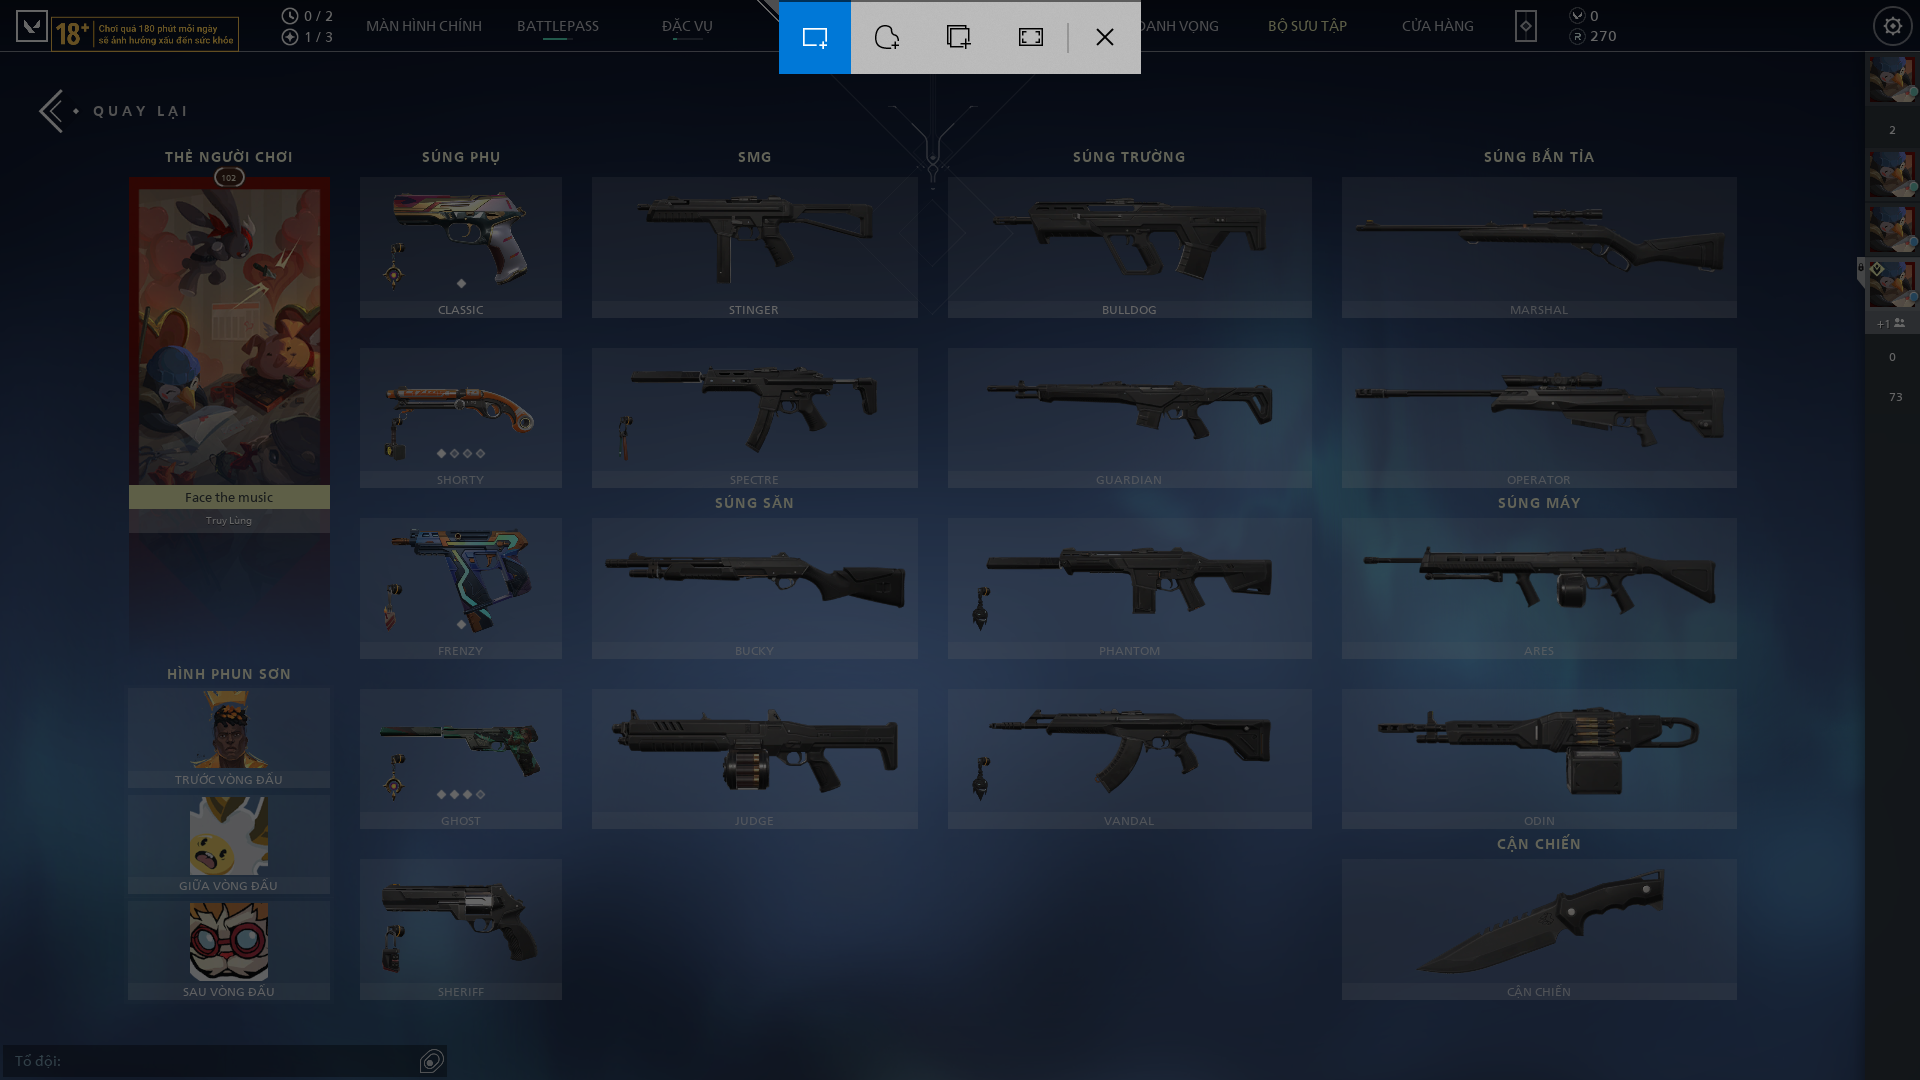 18+ Chơi quá 180 phút mỗi ngày
sẽ ảnh hưởng xấu đến sức khỏe
0 / 2
1 / 3
MÀN HÌNH CHÍNH
BATTLEPASS
ĐẶC VỤ
DANH VỌNG
BỘ SƯU TẬP
CỬA HÀNG
0
270
QUAY LẠI
THẺ NGƯỜI CHƠI
SÚNG PHỤ
SMG
SÚNG TRƯỜNG
SÚNG BẮN TỈA
102
CLASSIC
STINGER
BULLDOG
MARSHAL
SHORTY
SPECTRE
GUARDIAN
OPERATOR
Face the music
Truy Lùng
SÚNG SĂN
SÚNG MÁY
FRENZY
BUCKY
PHANTOM
ARES
HÌNH PHUN SƠN
TRƯỚC VÒNG ĐẤU
GHOST
JUDGE
VANDAL
ODIN
CẬN CHIẾN
GIỮA VÒNG ĐẤU
SAU VÒNG ĐẤU
SHERIFF
CẬN CHIẾN
2
+1
0
73
Tổ đội: